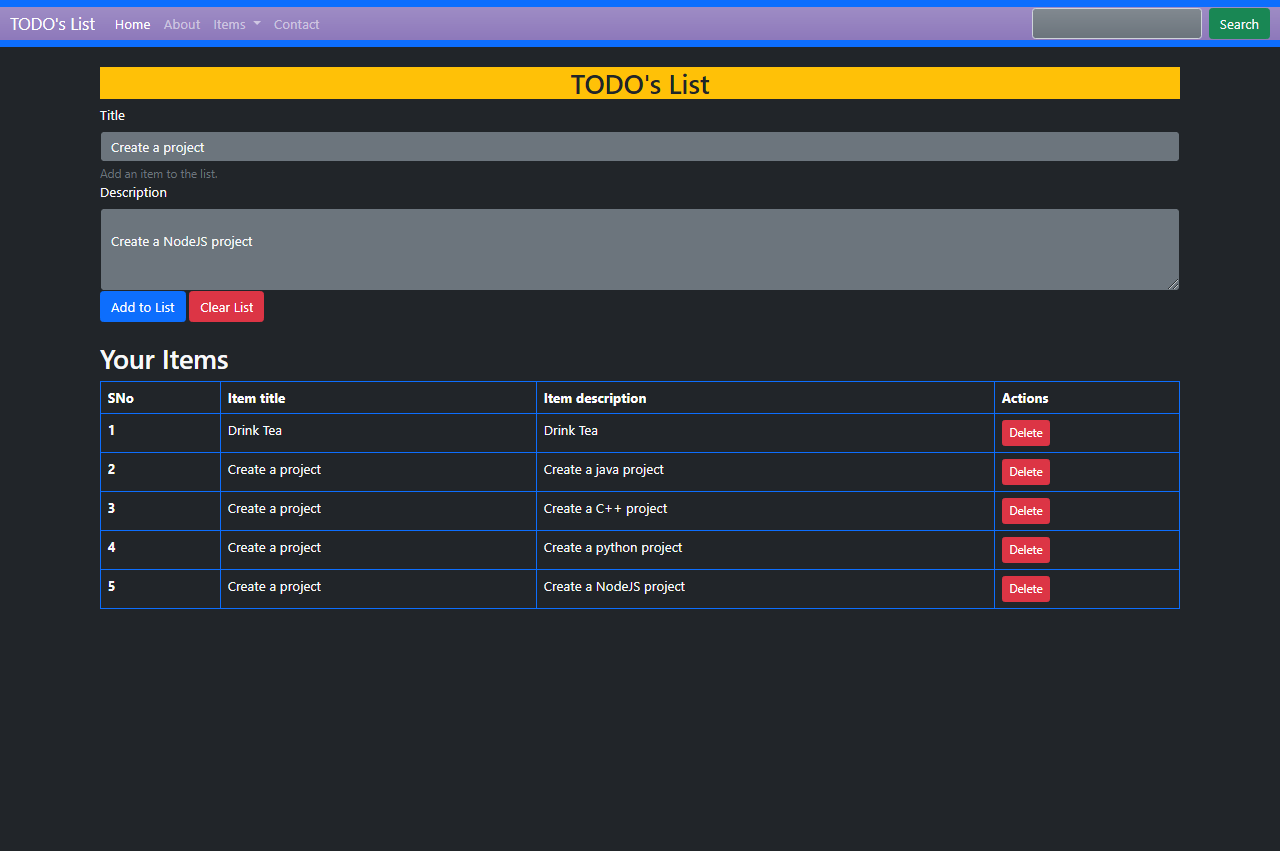 TODO's List Home About Items Contact Search
TODO's List
Title
Create a project
Add an item to the list.
Description
Create a NodeJS project
Add to List Clear List
Your Items
SNo Item title Item description Actions
1 Drink Tea Drink Tea Delete
2 Create a project Create a java project Delete
3 Create a project Create a C++ project Delete
4 Create a project Create a python project Delete
5 Create a project Create a NodeJS project Delete